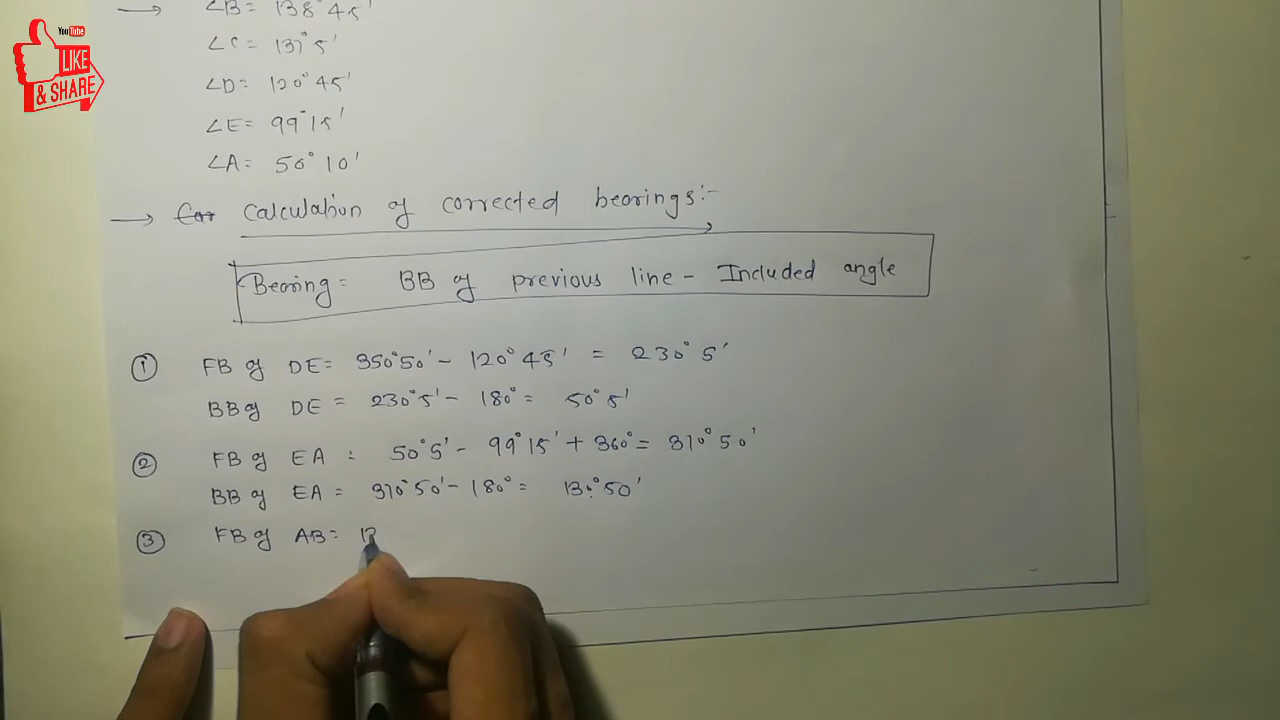 YouTube
LIKE
& SHARE
∠B = 138°45'
∠C = 137°5'
∠D = 120°45'
∠E = 99°15'
∠A = 50°10'
→ Calculation of corrected bearings:-
Bearing = BB of previous line - Included angle
① FB of DE = 350°50' - 120°45' = 230°5'
BB of DE = 230°5' - 180° = 50°5'
② FB of EA = 50°5' - 99°15' + 360° = 310°50'
BB of EA = 310°50' - 180° = 130°50'
③ FB of AB = 13